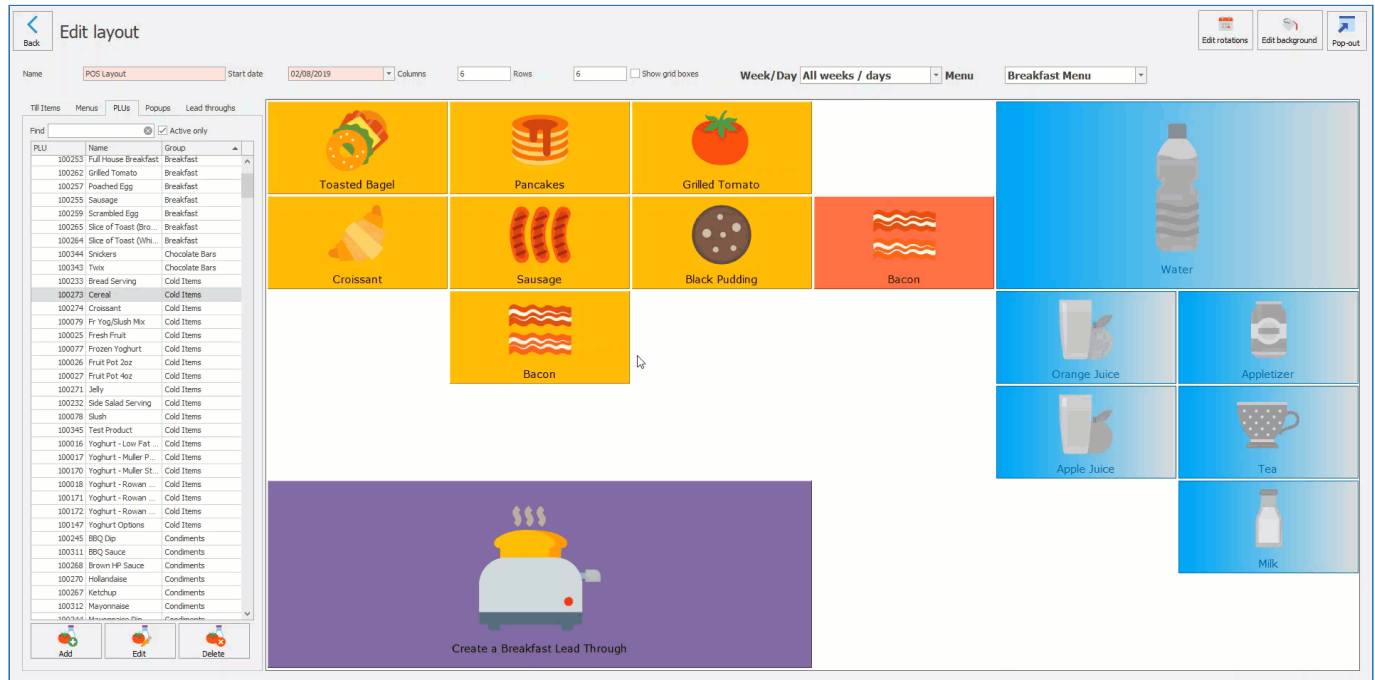 Back
Edit layout
Edit rotations
Edit background
Pop-out
Name POS Layout Start date 02/08/2019 Columns 6 Rows 6 Show grid boxes Week/Day All weeks / days Menu Breakfast Menu
Till Items Menus PLUs Popups Lead throughs
Find Active only
PLU Name Group
100253 Full House Breakfast Breakfast
100262 Grilled Tomato Breakfast
100257 Poached Egg Breakfast
100255 Sausage Breakfast
100259 Scrambled Egg Breakfast
100265 Slice of Toast (Bro... Breakfast
100264 Slice of Toast (Whi... Breakfast
100344 Snickers Chocolate Bars
100343 Twix Chocolate Bars
100233 Bread Serving Cold Items
100273 Cereal Cold Items
100274 Croissant Cold Items
100079 Fr Yog/Slush Mix Cold Items
100025 Fresh Fruit Cold Items
100077 Frozen Yoghurt Cold Items
100026 Fruit Pot 2oz Cold Items
100027 Fruit Pot 4oz Cold Items
100271 Jelly Cold Items
100232 Side Salad Serving Cold Items
100078 Slush Cold Items
100345 Test Product Cold Items
100016 Yoghurt - Low Fat ... Cold Items
100017 Yoghurt - Muller P... Cold Items
100170 Yoghurt - Muller St... Cold Items
100018 Yoghurt - Rowan ... Cold Items
100171 Yoghurt - Rowan ... Cold Items
100172 Yoghurt - Rowan ... Cold Items
100147 Yoghurt Options Cold Items
100245 BBQ Dip Condiments
100311 BBQ Sauce Condiments
100268 Brown HP Sauce Condiments
100270 Hollandaise Condiments
100267 Ketchup Condiments
100312 Mayonnaise Condiments
100244 Mayonnaise Dip Condiments
Add Edit Delete
Toasted Bagel Pancakes Grilled Tomato
Water
Croissant Sausage Black Pudding Bacon
Bacon
Orange Juice Appletizer
Apple Juice Tea
Create a Breakfast Lead Through
Milk